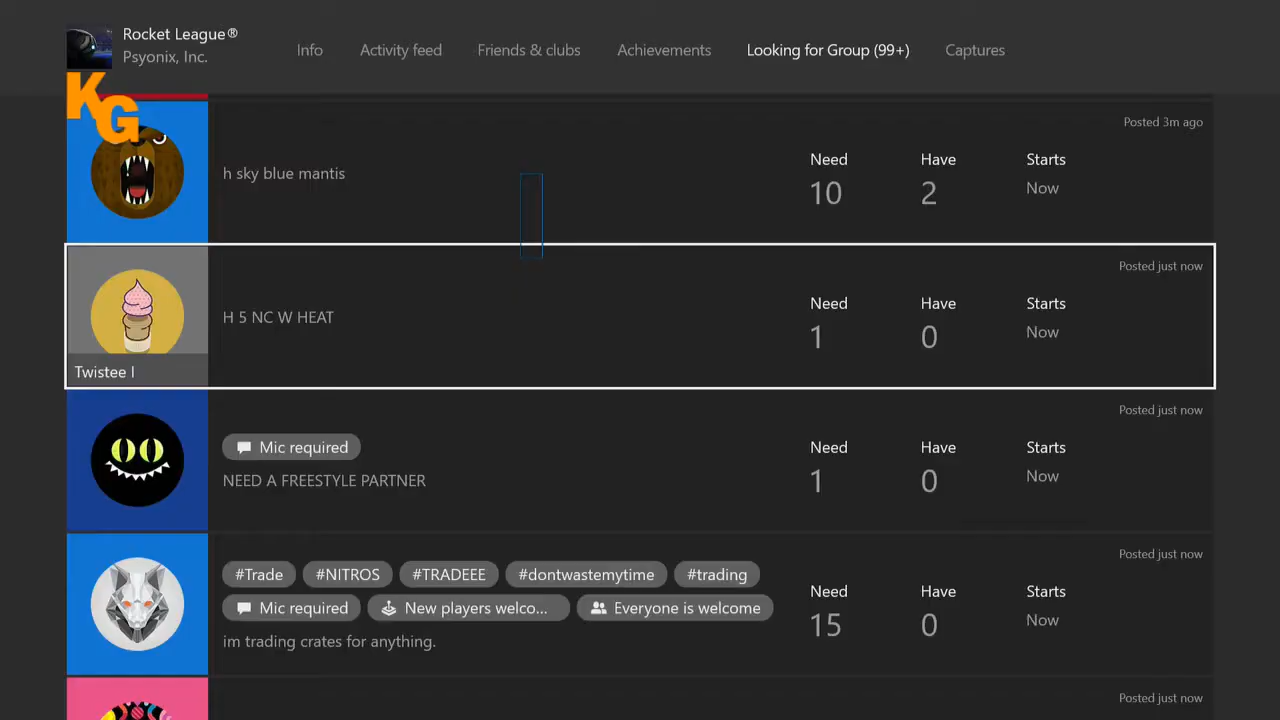 Rocket League®
Psyonix, Inc.
Info Activity feed Friends & clubs Achievements Looking for Group (99+) Captures
KG
Posted 3m ago
h sky blue mantis
Need Have Starts
10 2 Now
Posted just now
H 5 NC W HEAT
Need Have Starts
1 0 Now
Twistee I
Posted just now
Mic required
NEED A FREESTYLE PARTNER
Need Have Starts
1 0 Now
Posted just now
#Trade #NITROS #TRADEEE #dontwastemytime #trading
Mic required New players welco... Everyone is welcome
im trading crates for anything.
Need Have Starts
15 0 Now
Posted just now